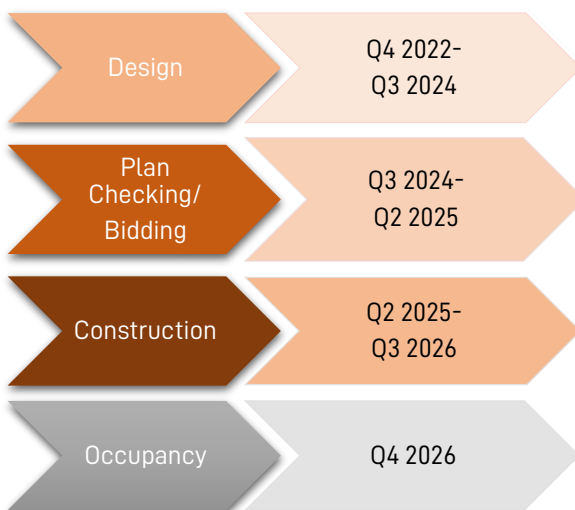 Design
Q4 2022-
Q3 2024
Plan
Checking/
Bidding
Q3 2024-
Q2 2025
Construction
Q2 2025-
Q3 2026
Occupancy
Q4 2026